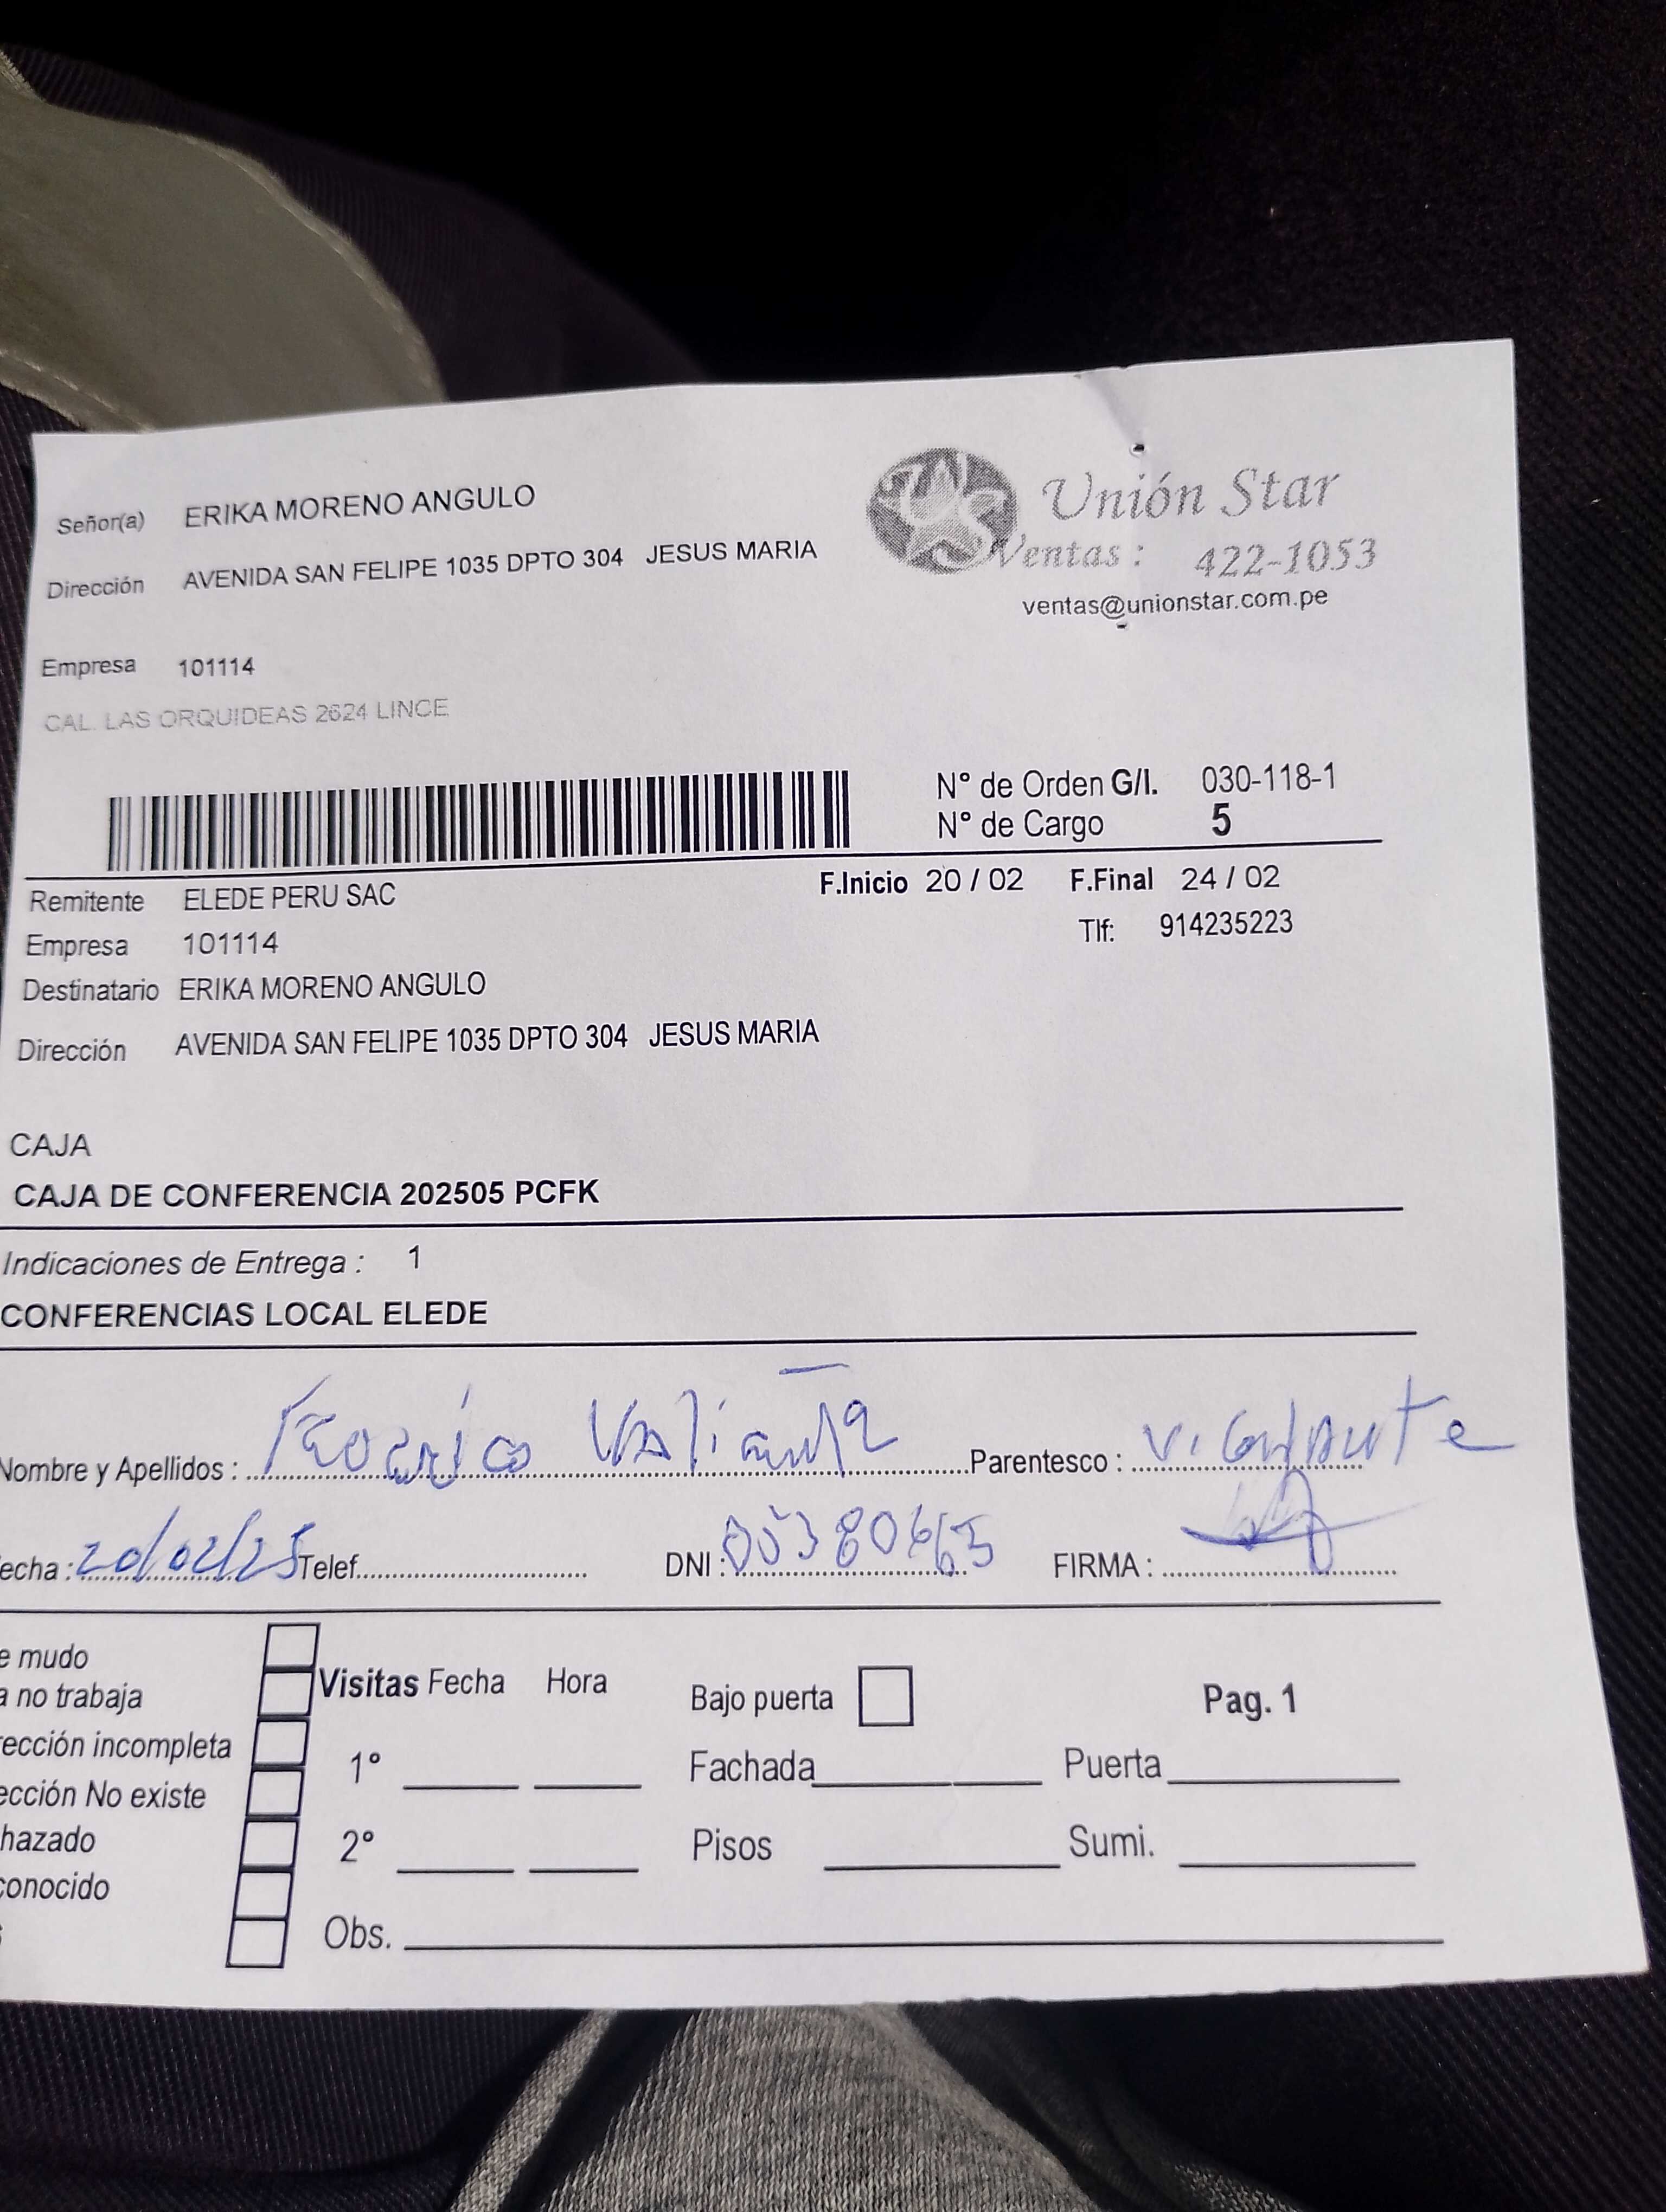 Señor(a) ERIKA MORENO ANGULO
Dirección AVENIDA SAN FELIPE 1035 DPTO 304 JESUS MARIA
Unión Star
Ventas : 422-1053
ventas@unionstar.com.pe
Empresa 101114
CAL. LAS ORQUIDEAS 2624 LINCE
N° de Orden G/I. 030-118-1
N° de Cargo 5
F.Inicio 20 / 02 F.Final 24 / 02
Remitente ELEDE PERU SAC
Tlf: 914235223
Empresa 101114
Destinatario ERIKA MORENO ANGULO
Dirección AVENIDA SAN FELIPE 1035 DPTO 304 JESUS MARIA
CAJA
CAJA DE CONFERENCIA 202505 PCFK
Indicaciones de Entrega : 1
CONFERENCIAS LOCAL ELEDE
Nombre y Apellidos : Parentesco :
echa : 20/02/25 Telef. DNI : FIRMA :
e mudo
a no trabaja
Visitas Fecha Hora Bajo puerta Pag. 1
rección incompleta
1° Fachada Puerta
ección No existe
hazado
2° Pisos Sumi.
conocido
Obs.